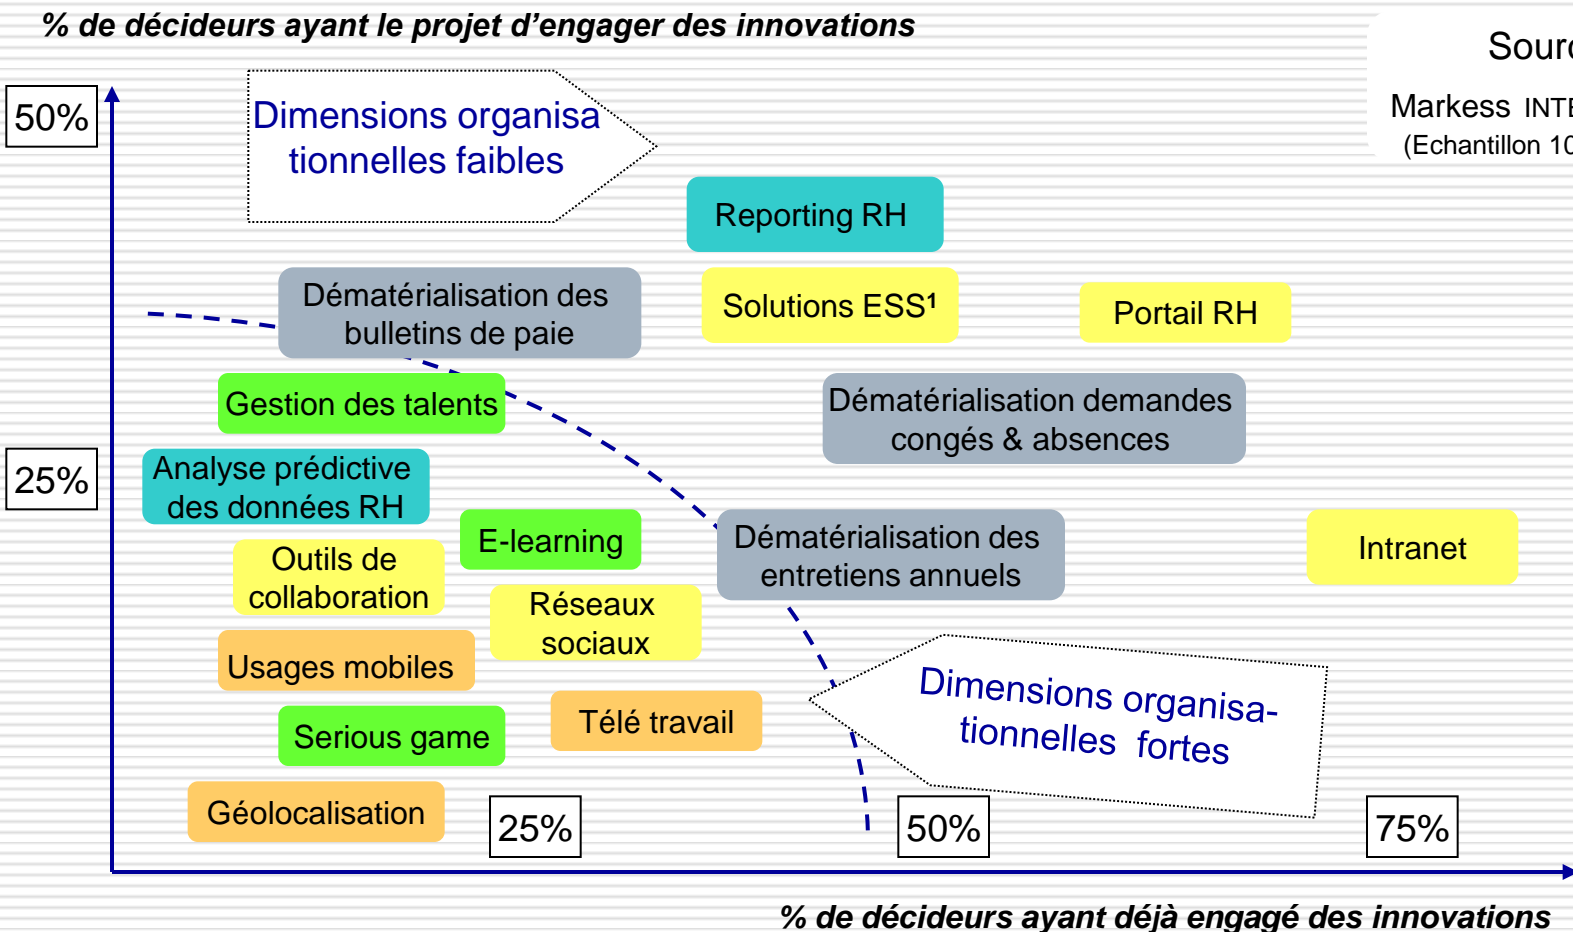 % de décideurs ayant le projet d’engager des innovations
Markess
(Echantillon
50%
Dimensions organisa
tionnelles faibles
Reporting RH
Dématérialisation des
bulletins de paie
Solutions ESS¹
Portail RH
Gestion des talents
Dématérialisation demandes
congés & absences
25%
Analyse prédictive
des données RH
E-learning
Dématérialisation des
entretiens annuels
Intranet
Outils de
collaboration
Réseaux
sociaux
Usages mobiles
Dimensions organisa-
tionnelles fortes
Télé travail
Serious game
Géolocalisation
25%
50%
75%
% de décideurs ayant déjà engagé des innovations